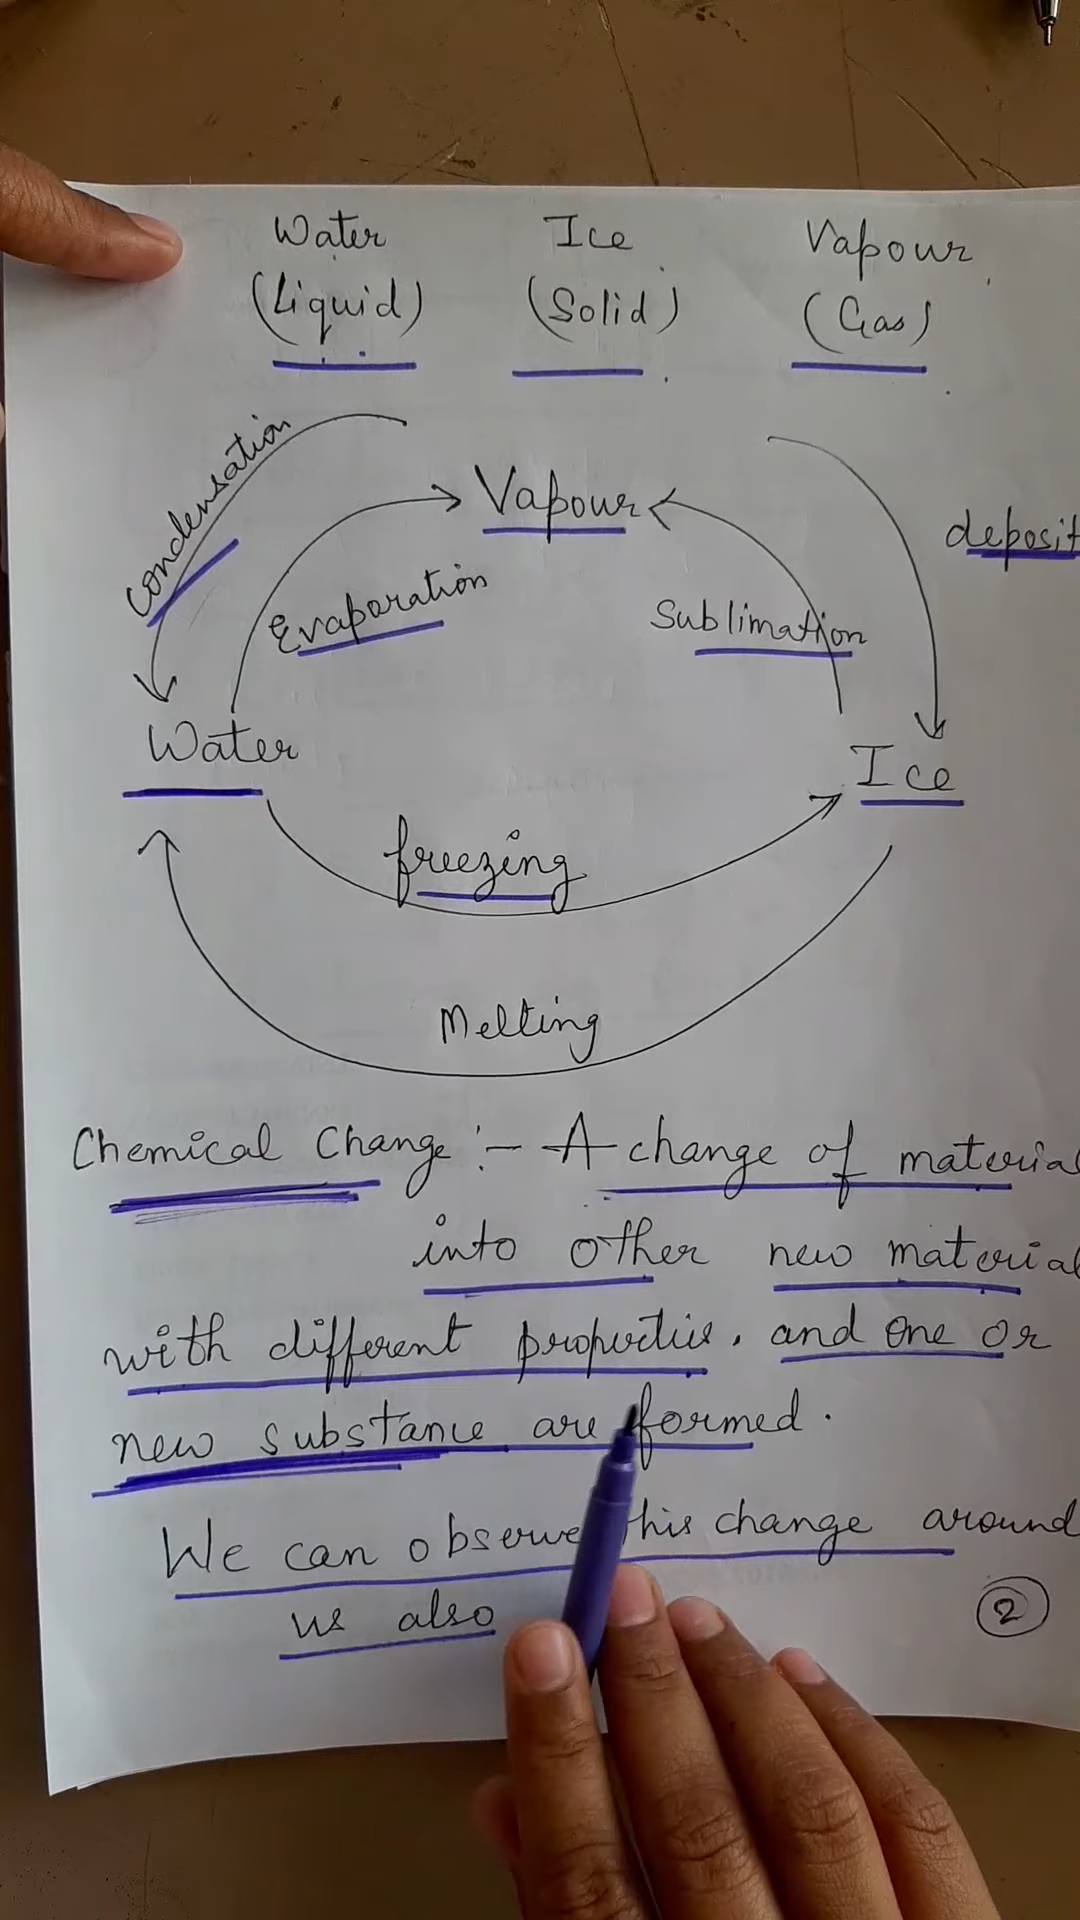 Water Ice Vapour
(Liquid) (Solid) (Gas)
Condensation
Vapour
deposit
Evaporation
Sublimation
Water
Ice
freezing
Melting
Chemical Change :- A change of material
into other new material
with different properties. and one or
new substance are formed.
We can observe this change around
us also
2